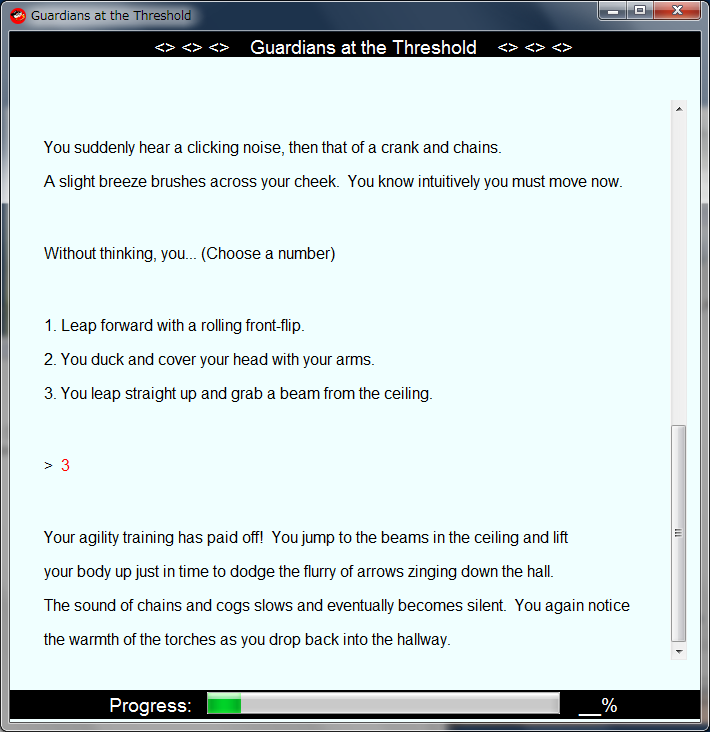 Guardians at the Threshold
<> <> <> Guardians at the Threshold <> <> <>
You suddenly hear a clicking noise, then that of a crank and chains.
A slight breeze brushes across your cheek.  You know intuitively you must move now.
Without thinking, you... (Choose a number)
1. Leap forward with a rolling front-flip.
2. You duck and cover your head with your arms.
3. You leap straight up and grab a beam from the ceiling.
> 3
Your agility training has paid off!  You jump to the beams in the ceiling and lift
your body up just in time to dodge the flurry of arrows zinging down the hall.
The sound of chains and cogs slows and eventually becomes silent.  You again notice
the warmth of the torches as you drop back into the hallway.
Progress: __%